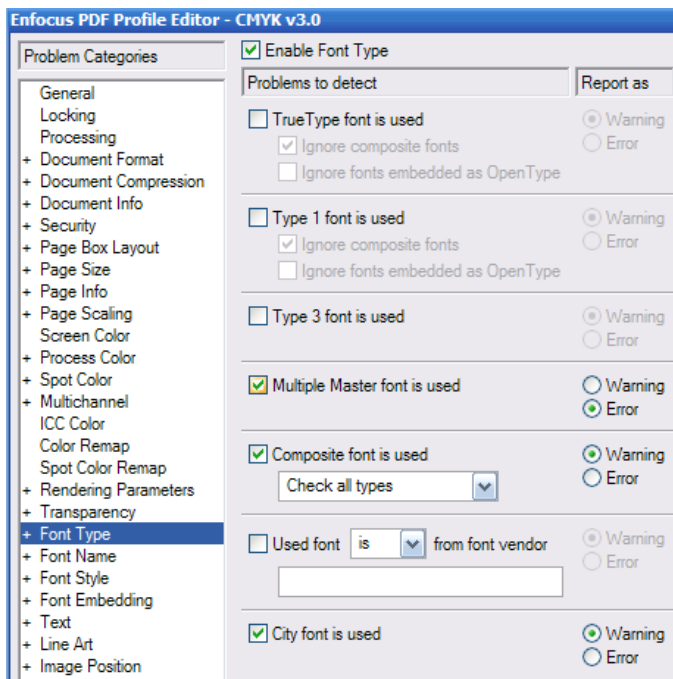 Enfocus PDF Profile Editor - CMYK v3.0
Problem Categories
General
Locking
Processing
+ Document Format
+ Document Compression
+ Document Info
+ Security
+ Page Box Layout
+ Page Size
+ Page Info
+ Page Scaling
Screen Color
+ Process Color
+ Spot Color
+ Multichannel
ICC Color
Color Remap
Spot Color Remap
+ Rendering Parameters
+ Transparency
+ Font Type
+ Font Name
+ Font Style
+ Font Embedding
+ Text
+ Line Art
+ Image Position
Enable Font Type
Problems to detect Report as
TrueType font is used Warning
Ignore composite fonts Error
Ignore fonts embedded as OpenType
Type 1 font is used Warning
Ignore composite fonts Error
Ignore fonts embedded as OpenType
Type 3 font is used Warning
Error
Multiple Master font is used Warning
Error
Composite font is used Warning
Check all types Error
Used font is from font vendor Warning
Error
City font is used Warning
Error